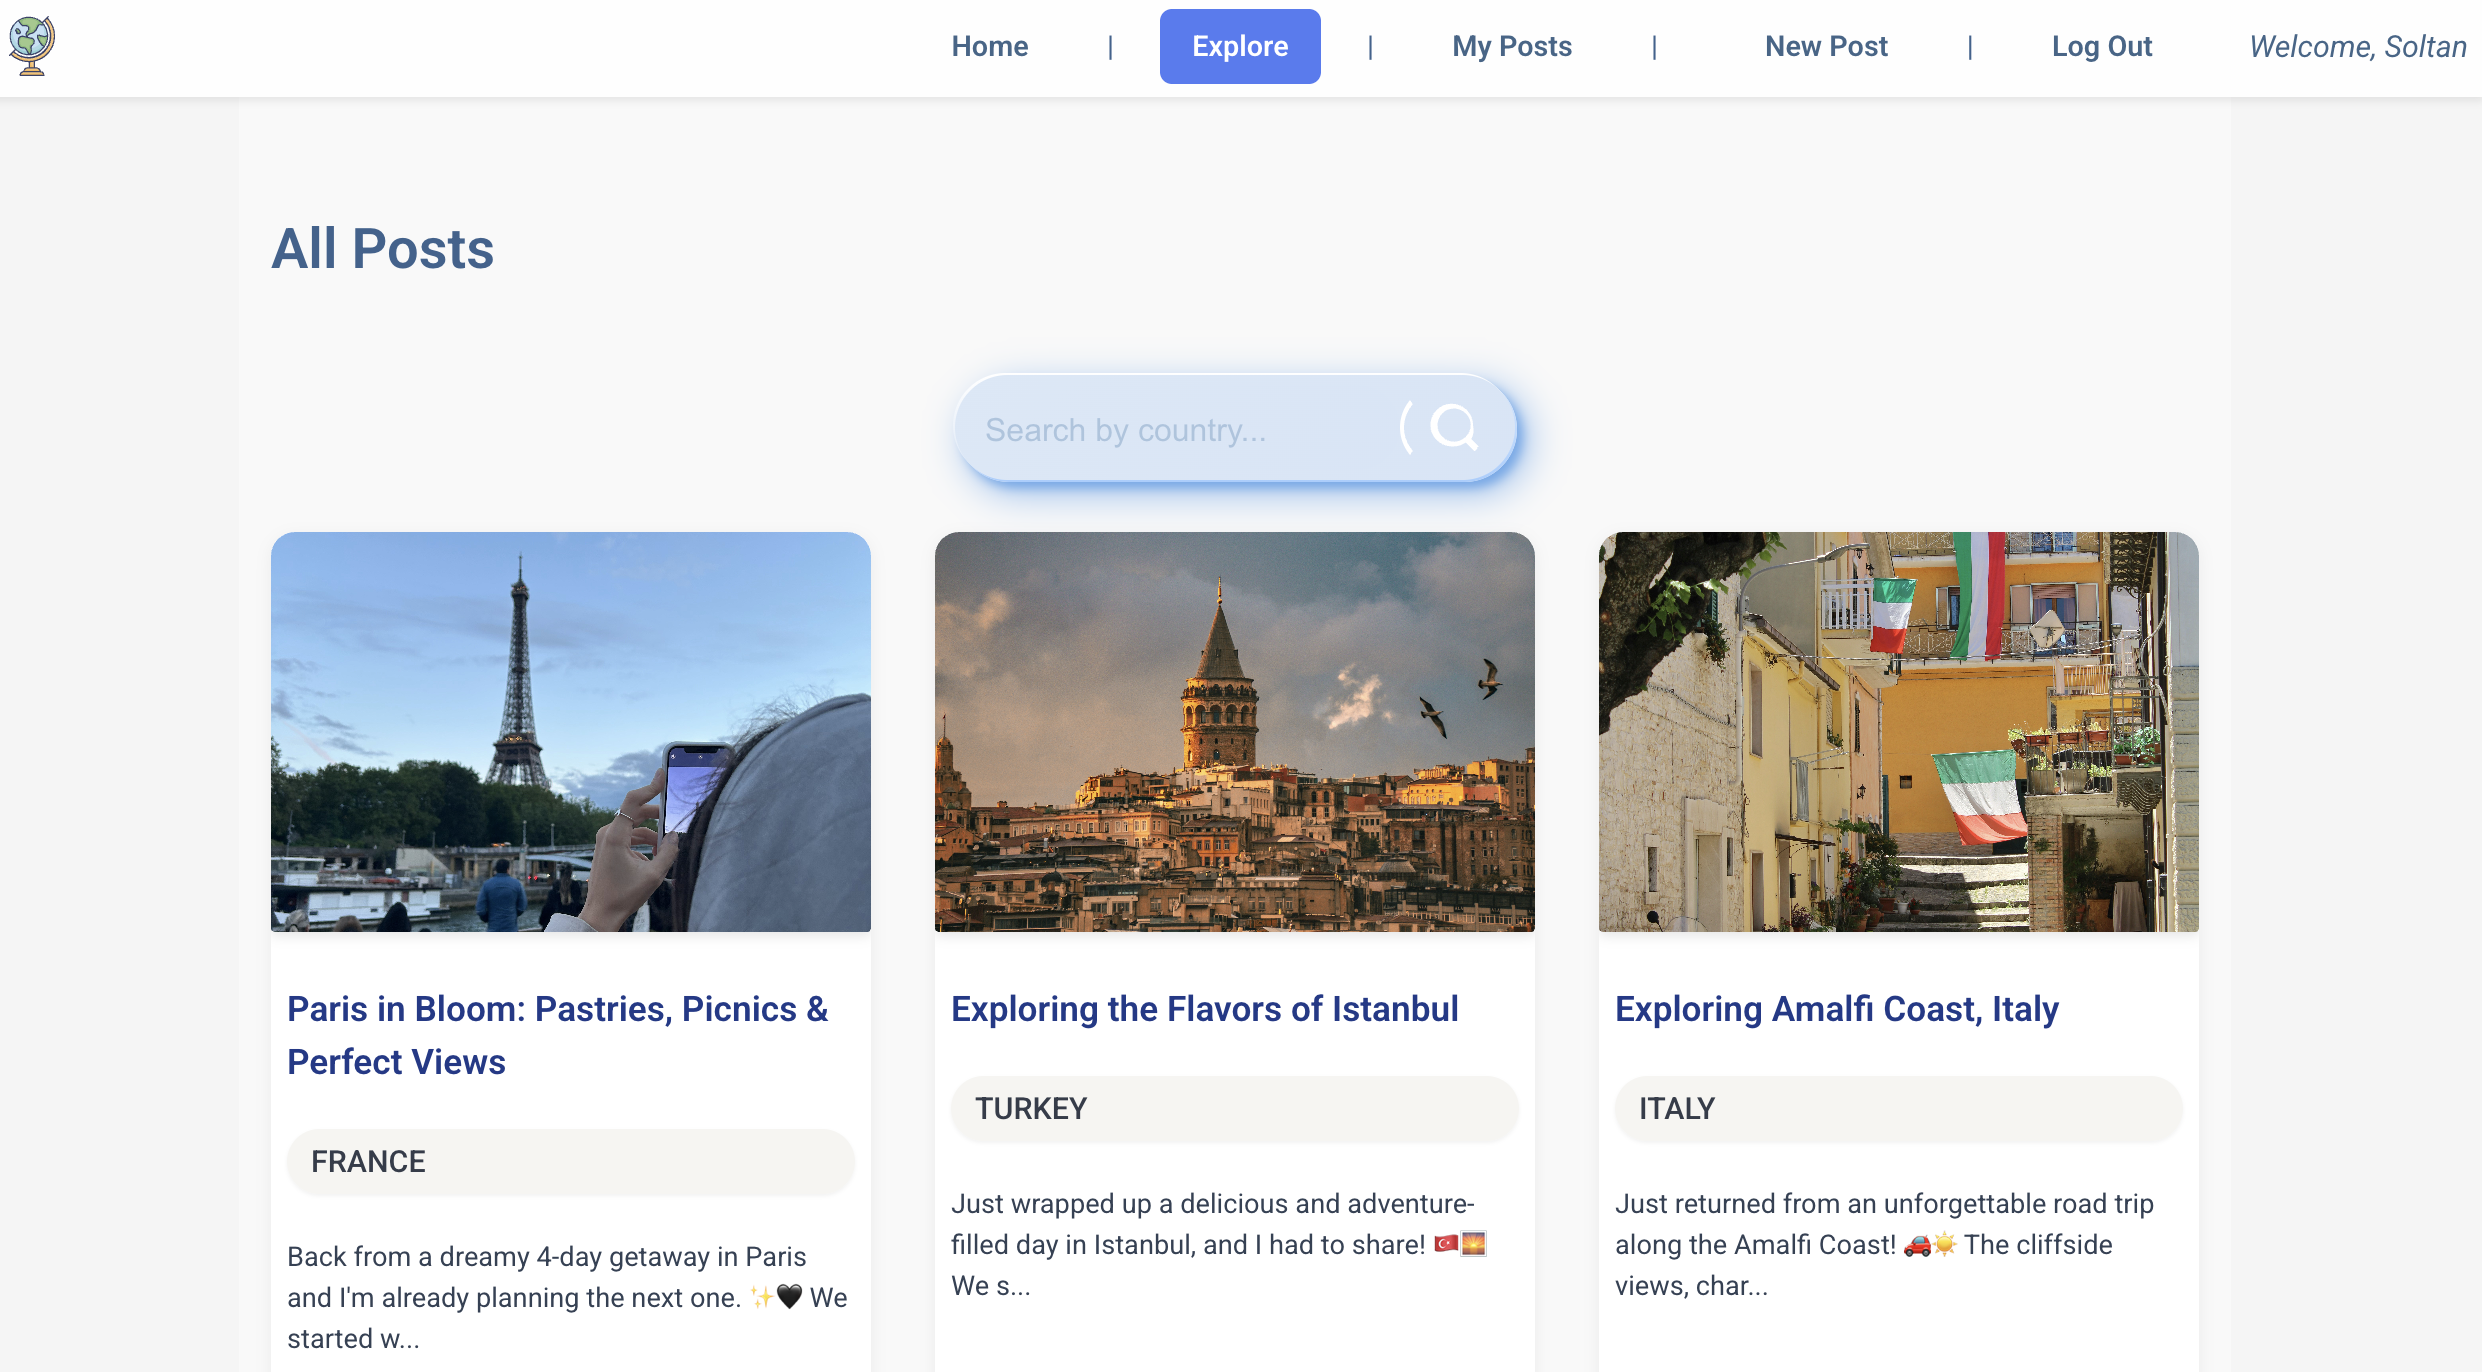 Home | Explore | My Posts | New Post | Log Out Welcome, Soltan
All Posts
Search by country...
Paris in Bloom: Pastries, Picnics &
Perfect Views
FRANCE
Back from a dreamy 4-day getaway in Paris
and I'm already planning the next one. ✨🖤 We
started w...
Exploring the Flavors of Istanbul
TURKEY
Just wrapped up a delicious and adventure-
filled day in Istanbul, and I had to share! 🇹🇷🌅
We s...
Exploring Amalfi Coast, Italy
ITALY
Just returned from an unforgettable road trip
along the Amalfi Coast! 🚗☀️ The cliffside
views, char...